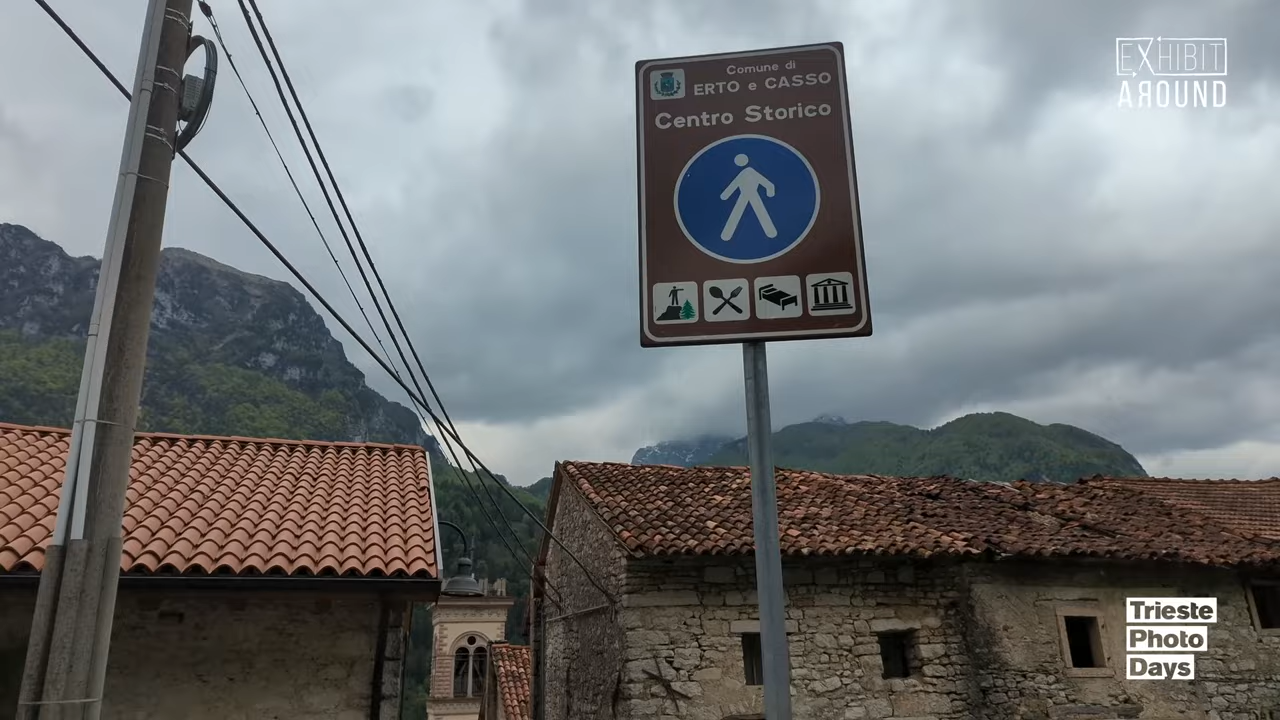 Comune di
ERTO e CASSO
Centro Storico
EXHIBIT
AROUND
Trieste
Photo
Days